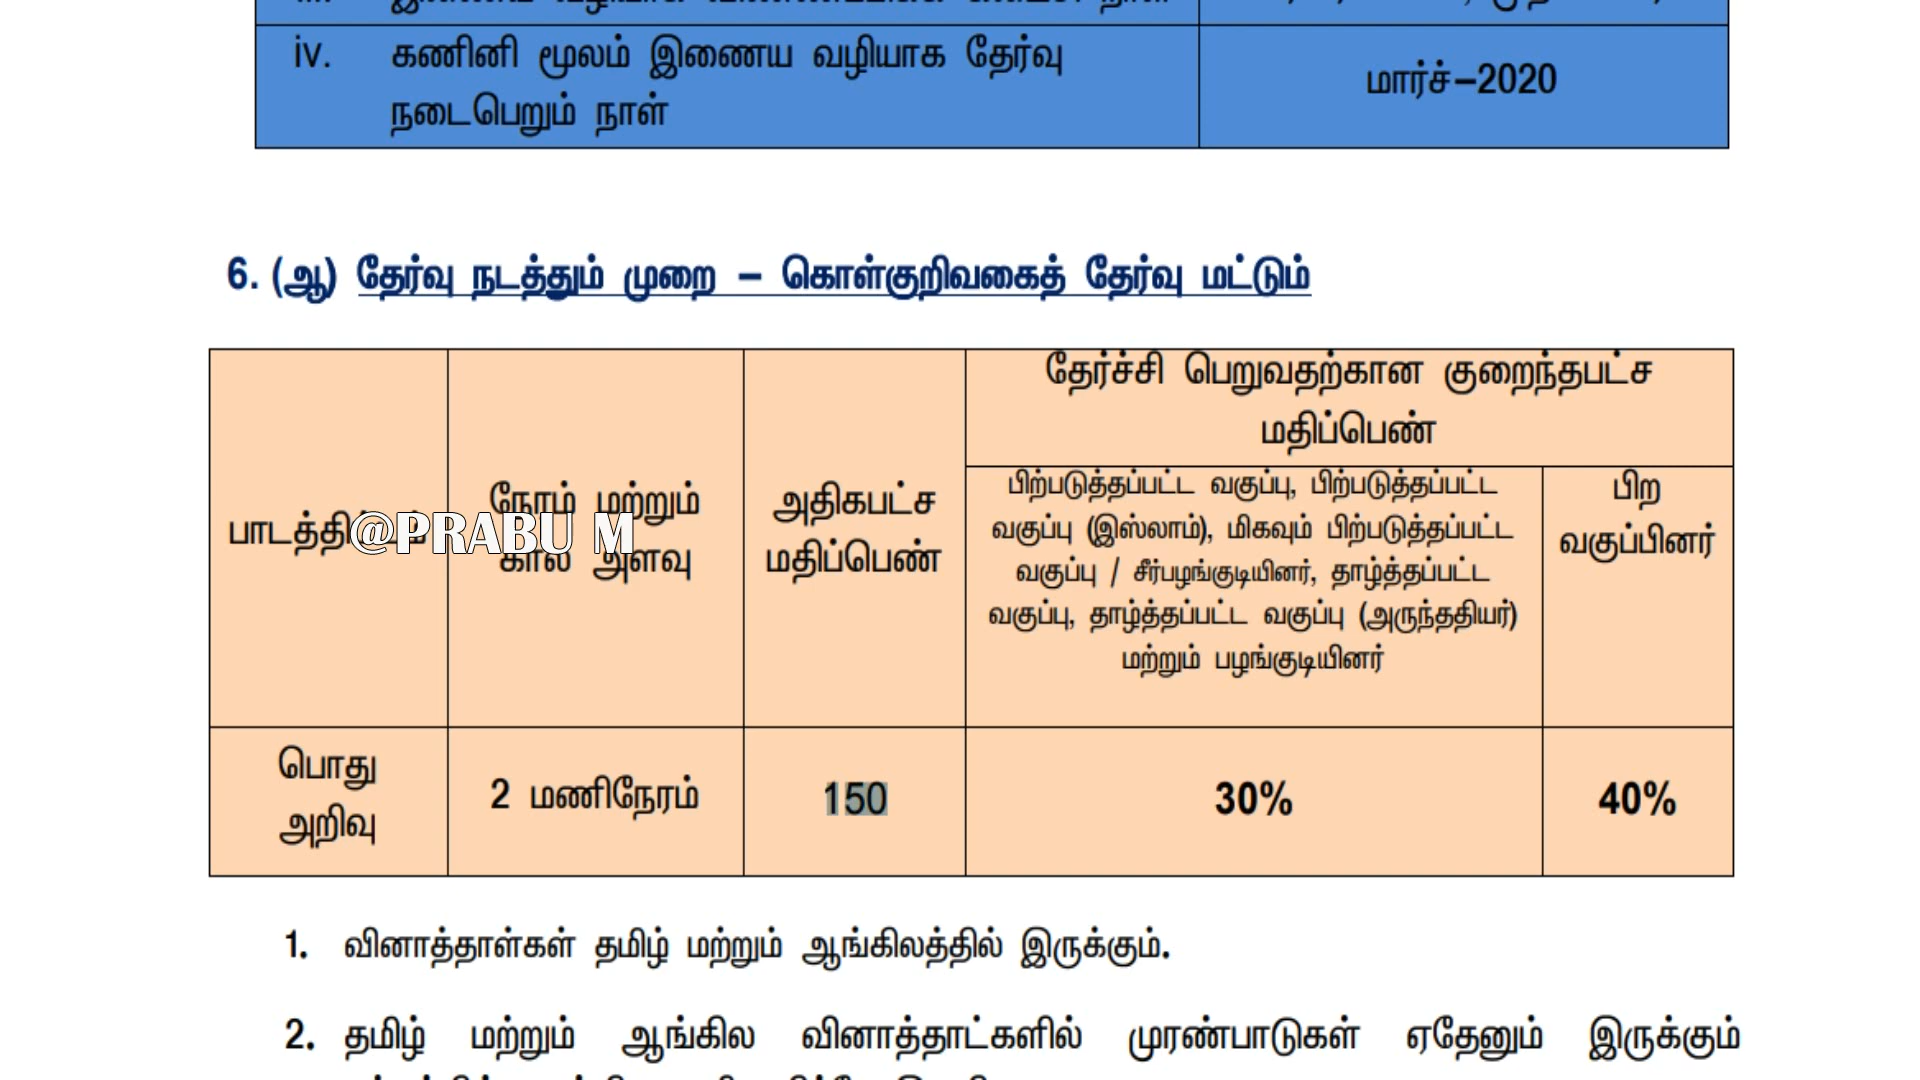 iv. கணினி மூலம் இணைய வழியாக தேர்வு
நடைபெறும் நாள்
மார்ச்–2020
6. (ஆ) தேர்வு நடத்தும் முறை – கொள்குறிவகைத் தேர்வு மட்டும்
நேரம் மற்றும்
கால அளவு
அதிகபட்ச
மதிப்பெண்
தேர்ச்சி பெறுவதற்கான குறைந்தபட்ச
மதிப்பெண்
பிற்படுத்தப்பட்ட வகுப்பு, பிற்படுத்தப்பட்ட
வகுப்பு (இஸ்லாம்), மிகவும் பிற்படுத்தப்பட்ட
வகுப்பு / சீர்பழங்குடியினர், தாழ்த்தப்பட்ட
வகுப்பு, தாழ்த்தப்பட்ட வகுப்பு (அருந்ததியர்)
மற்றும் பழங்குடியினர்
பிற
வகுப்பினர்
@PRABU M
பொது
அறிவு
2 மணிநேரம்
150
30%
40%
1. வினாத்தாள்கள் தமிழ் மற்றும் ஆங்கிலத்தில் இருக்கும்.
2. தமிழ் மற்றும் ஆங்கில வினாத்தாட்களில் முரண்பாடுகள் ஏதேனும் இருக்கும்